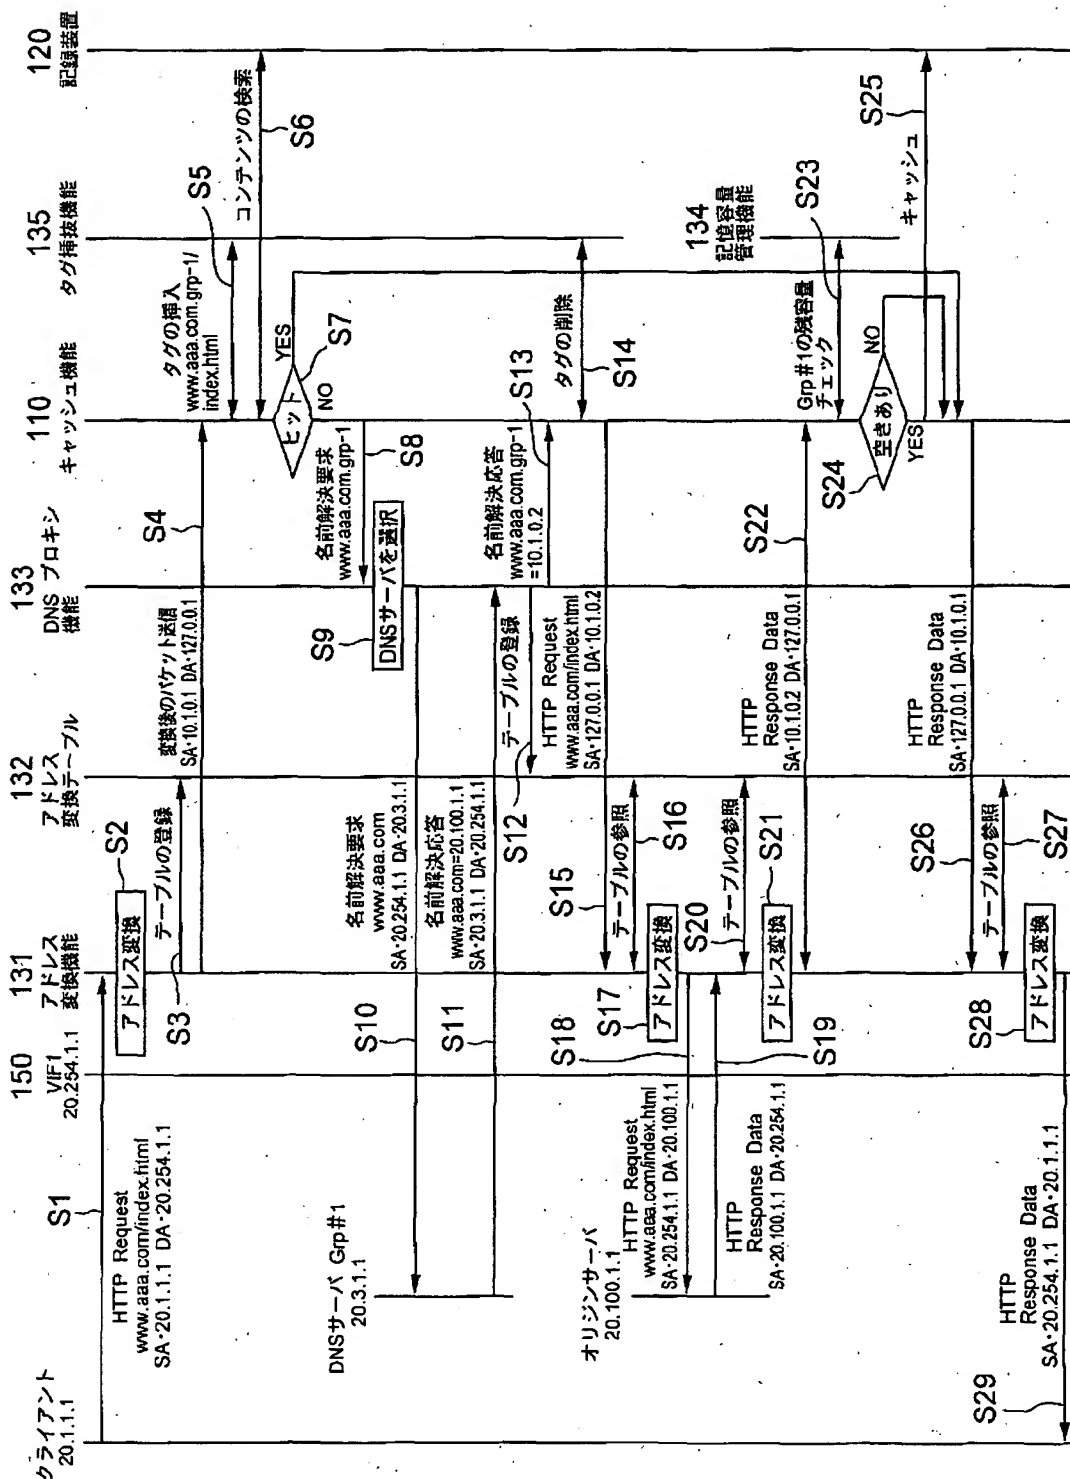 クライアント
20.1.1.1
150
VIF1
20.254.1.1
131
アドレス
変換機能
132
アドレス
変換テーブル
133
DNS プロキシ
機能
110
キャッシュ機能
135
タグ挿抜機能
120
記録装置
S1
HTTP Request
www.aaa.com/index.html
SA・20.1.1.1 DA・20.254.1.1
S2
アドレス変換
S3
テーブルの登録
S4
変換後のパケット送信
SA・10.1.0.1 DA・127.0.0.1
タグの挿入
www.aaa.com.grp-1/
index.html
S5
コンテンツの検索
S6
ヒット
YES
S7
NO
名前解決要求
www.aaa.com.grp-1
S8
S9
DNSサーバを選択
DNSサーバ Grp#1
20.3.1.1
名前解決要求
www.aaa.com
SA・20.254.1.1 DA・20.3.1.1
S10
名前解決応答
www.aaa.com=20.100.1.1
SA・20.3.1.1 DA・20.254.1.1
S11
テーブルの登録
S12
名前解決応答
www.aaa.com.grp-1
=10.1.0.2
S13
タグの削除
S14
HTTP Request
www.aaa.com/index.html
SA・127.0.0.1 DA・10.1.0.2
S15
テーブルの参照
S16
S17
アドレス変換
オリジンサーバ
20.100.1.1
HTTP Request
www.aaa.com/index.html
SA・20.254.1.1 DA・20.100.1.1
S18
HTTP
Response Data
SA・20.100.1.1 DA・20.254.1.1
S19
S20
テーブルの参照
アドレス変換
S21
HTTP
Response Data
SA・10.1.0.2 DA・127.0.0.1
S22
134
記憶容量
管理機能
Grp#1の残容量
チェック
S23
S24
空きあり
NO
YES
キャッシュ
S25
HTTP
Response Data
SA・127.0.0.1 DA・10.1.0.1
S26
テーブルの参照
S27
S28
アドレス変換
HTTP
Response Data
SA・20.254.1.1 DA・20.1.1.1
S29